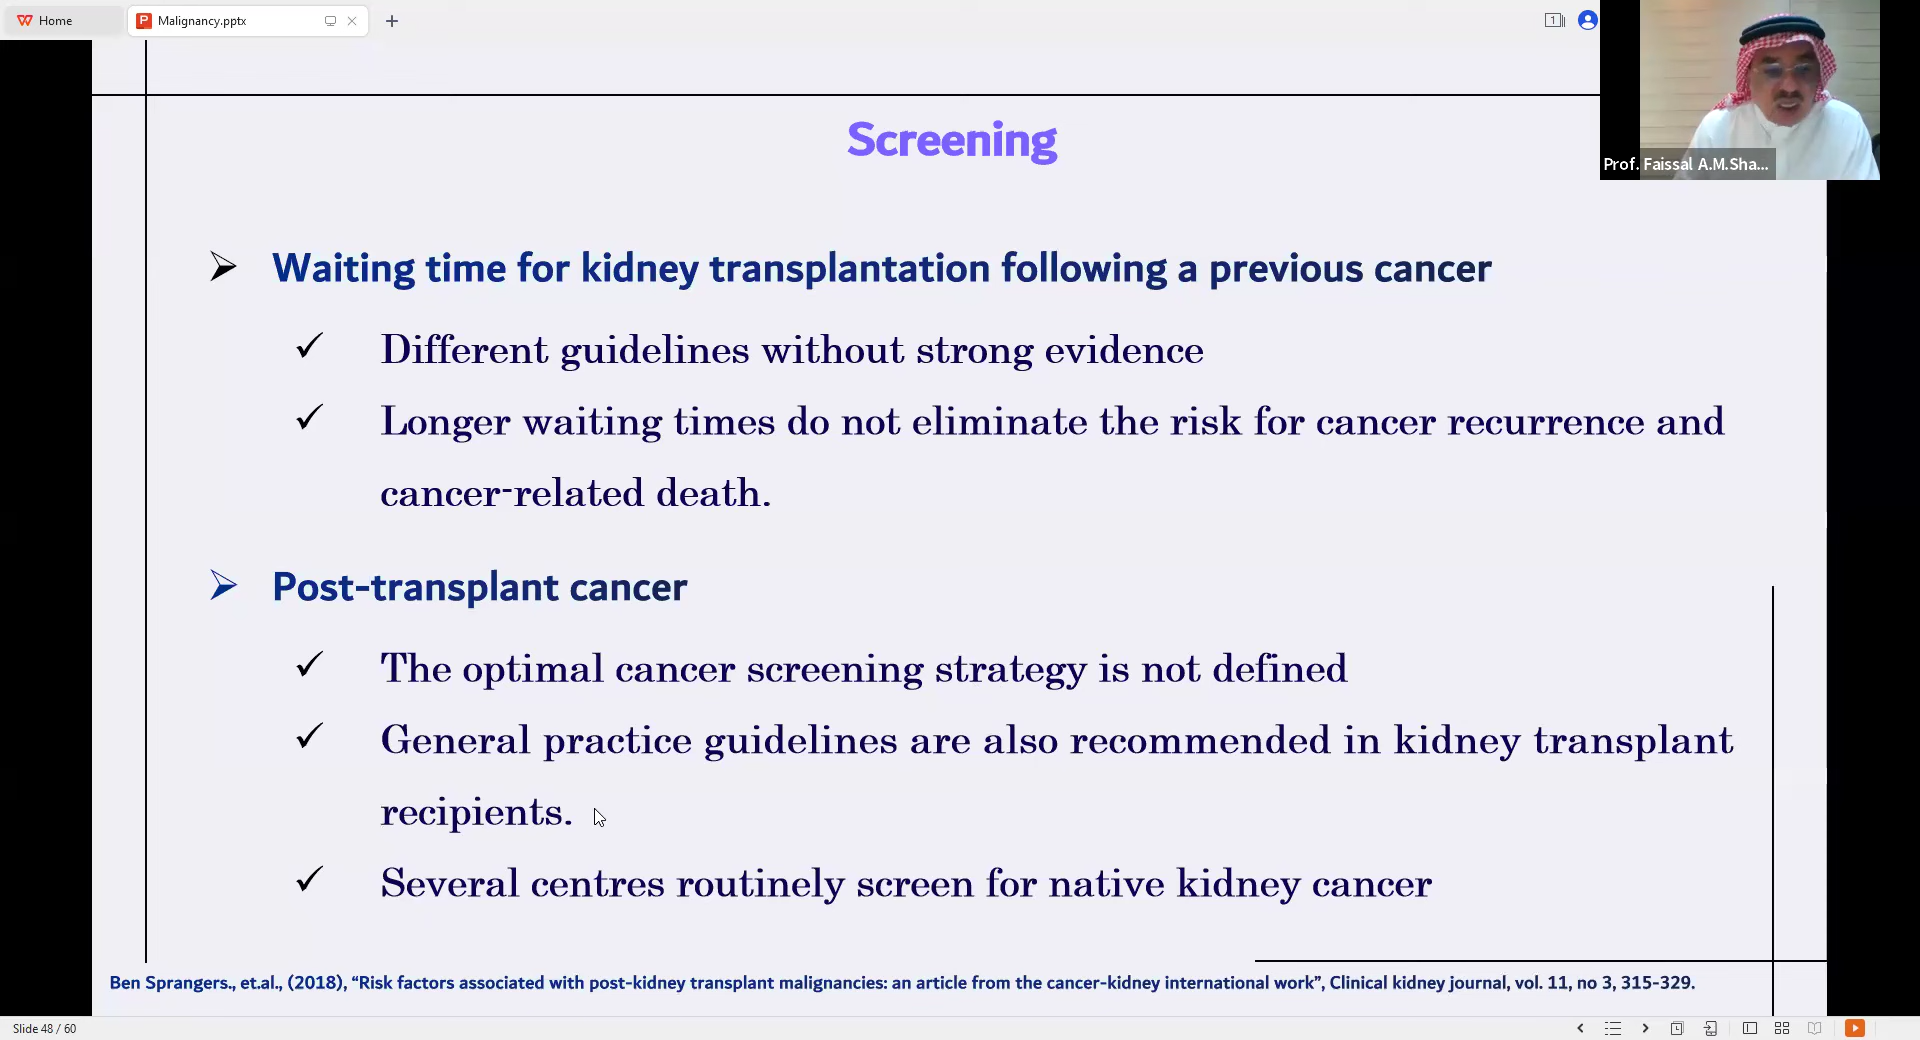 Home
Malignancy.pptx
1
Prof. Faissal A.M.Sha...
Screening
Waiting time for kidney transplantation following a previous cancer
Different guidelines without strong evidence
Longer waiting times do not eliminate the risk for cancer recurrence and
cancer-related death.
Post-transplant cancer
The optimal cancer screening strategy is not defined
General practice guidelines are also recommended in kidney transplant
recipients.
Several centres routinely screen for native kidney cancer
Ben Sprangers., et.al., (2018), “Risk factors associated with post-kidney transplant malignancies: an article from the cancer-kidney international work”, Clinical kidney journal, vol. 11, no 3, 315-329.
Slide 48 / 60